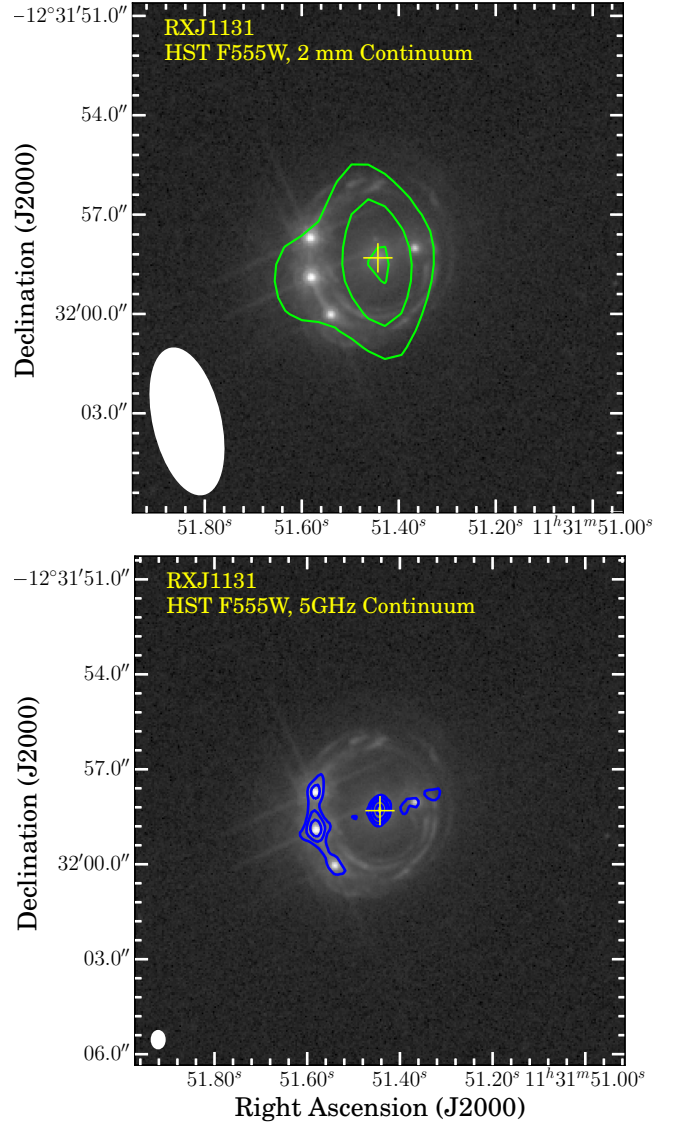 −12°31′51.0″
RXJ1131
HST F555W, 2 mm Continuum
54.0″
57.0″
Declination (J2000)
32′00.0″
03.0″
51.80ˢ 51.60ˢ 51.40ˢ 51.20ˢ 11ʰ31ᵐ51.00ˢ
−12°31′51.0″
RXJ1131
HST F555W, 5GHz Continuum
54.0″
57.0″
Declination (J2000)
32′00.0″
03.0″
06.0″
51.80ˢ 51.60ˢ 51.40ˢ 51.20ˢ 11ʰ31ᵐ51.00ˢ
Right Ascension (J2000)